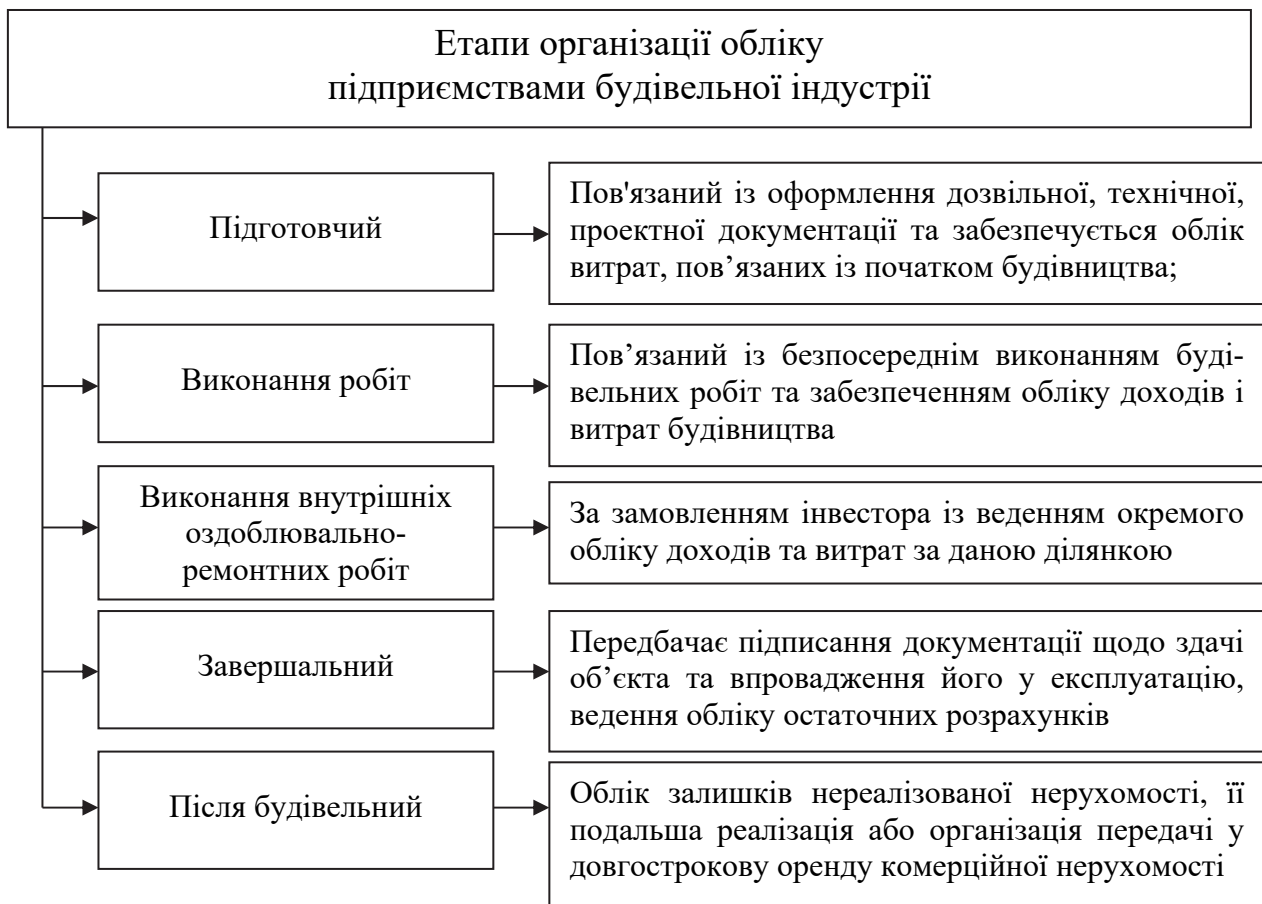 Етапи організації обліку
підприємствами будівельної індустрії
Підготовчий
Пов'язаний із оформлення дозвільної, технічної,
проектної документації та забезпечується облік
витрат, пов’язаних із початком будівництва;
Виконання робіт
Пов’язаний із безпосереднім виконанням буді-
вельних робіт та забезпеченням обліку доходів і
витрат будівництва
Виконання внутрішніх
оздоблювально-
ремонтних робіт
За замовленням інвестора із веденням окремого
обліку доходів та витрат за даною ділянкою
Завершальний
Передбачає підписання документації щодо здачі
об’єкта та впровадження його у експлуатацію,
ведення обліку остаточних розрахунків
Після будівельний
Облік залишків нереалізованої нерухомості, її
подальша реалізація або організація передачі у
довгострокову оренду комерційної нерухомості